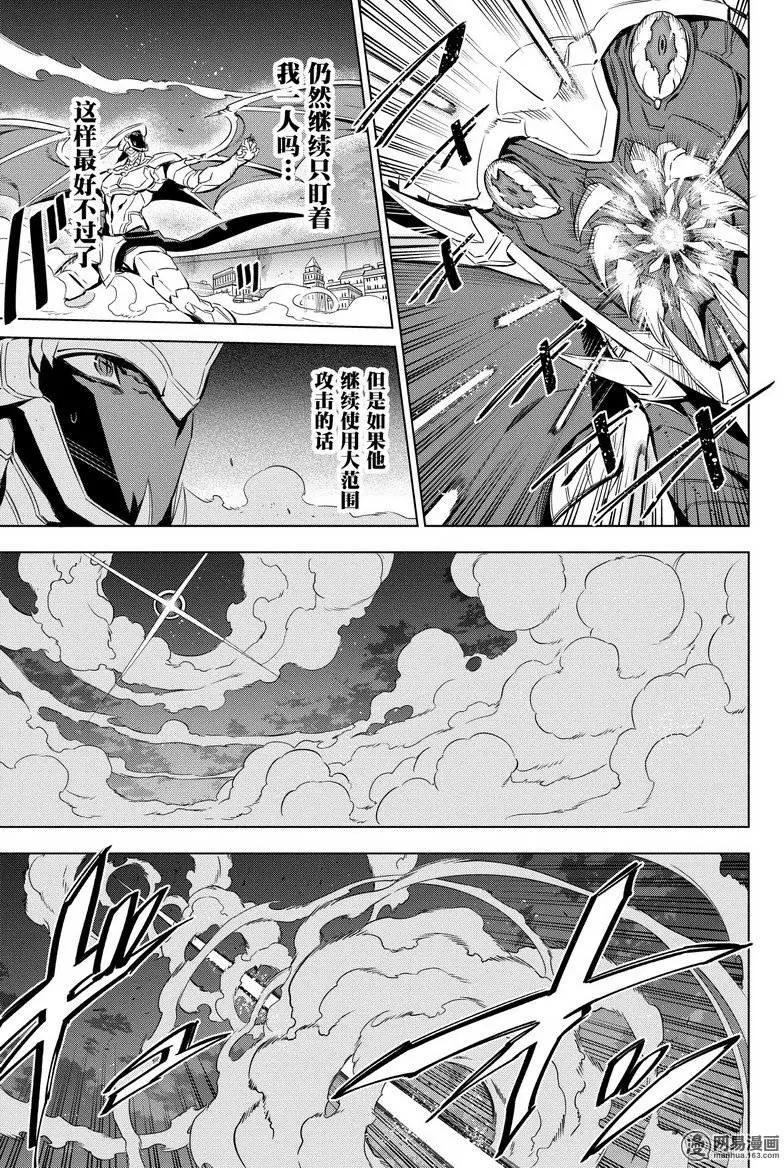 仍然继续只盯着
我一人吗…
这样最好不过了
但是如果他
继续使用大范围
攻击的话
网易漫画
manhua.163.com